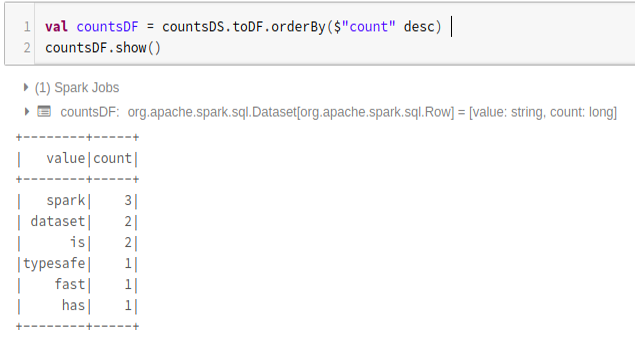 1 val countsDF = countsDS.toDF.orderBy($"count" desc)
2 countsDF.show()
(1) Spark Jobs
countsDF: org.apache.spark.sql.Dataset[org.apache.spark.sql.Row] = [value: string, count: long]
+--------+-----+
|   value|count|
+--------+-----+
|   spark|    3|
| dataset|    2|
|      is|    2|
|typesafe|    1|
|    fast|    1|
|     has|    1|
+--------+-----+